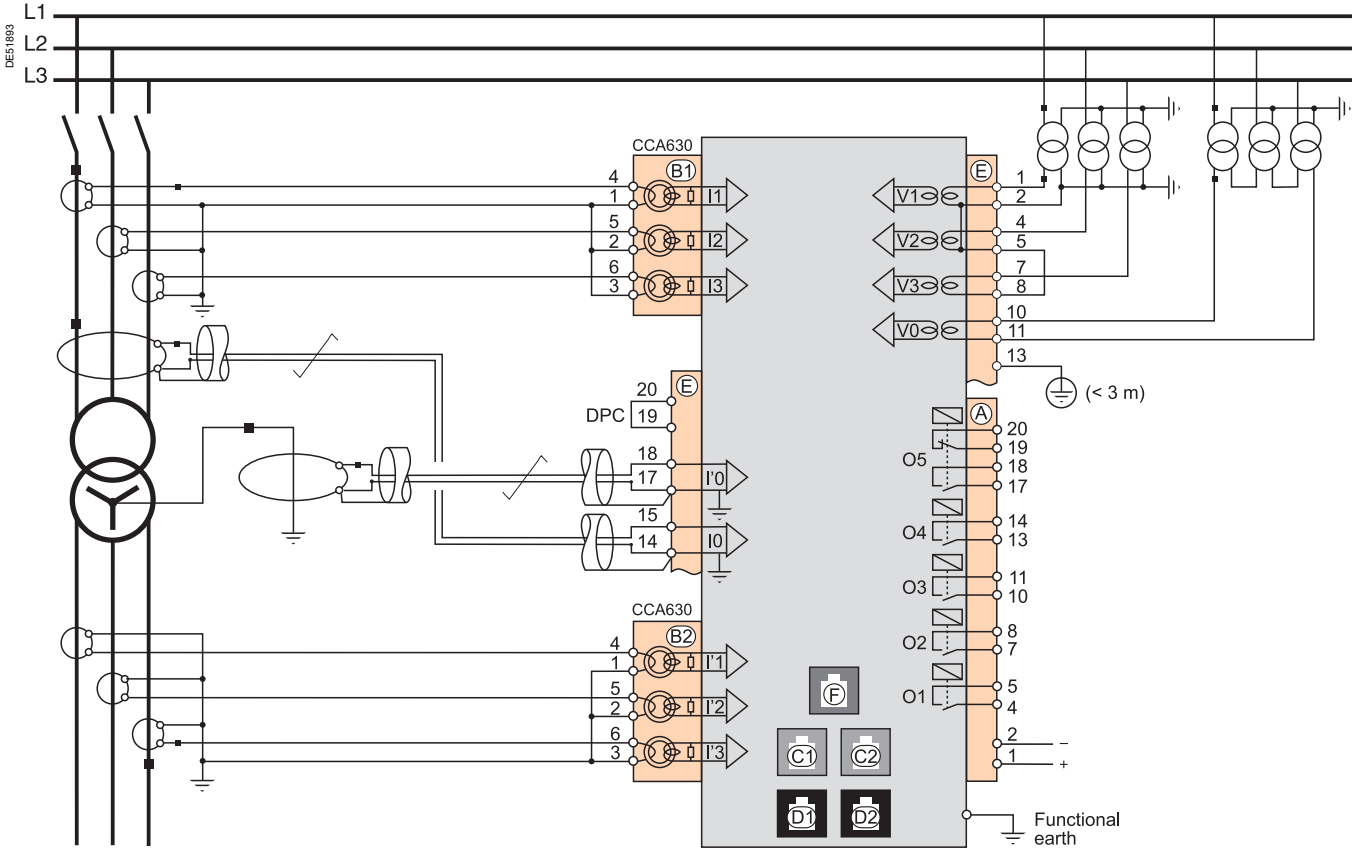 L1
DE51893
L2
L3
CCA630
B1
4
1
I1
5
2
I2
6
3
I3
E
V1
1
2
V2
4
5
V3
7
8
V0
10
11
13
(< 3 m)
E
20
DPC
19
18
17
I'0
15
14
I0
A
O5
20
19
18
17
O4
14
13
O3
11
10
O2
8
7
O1
5
4
2
–
1
+
CCA630
B2
4
1
I'1
5
2
I'2
6
3
I'3
F
C1
C2
D1
D2
Functional
earth